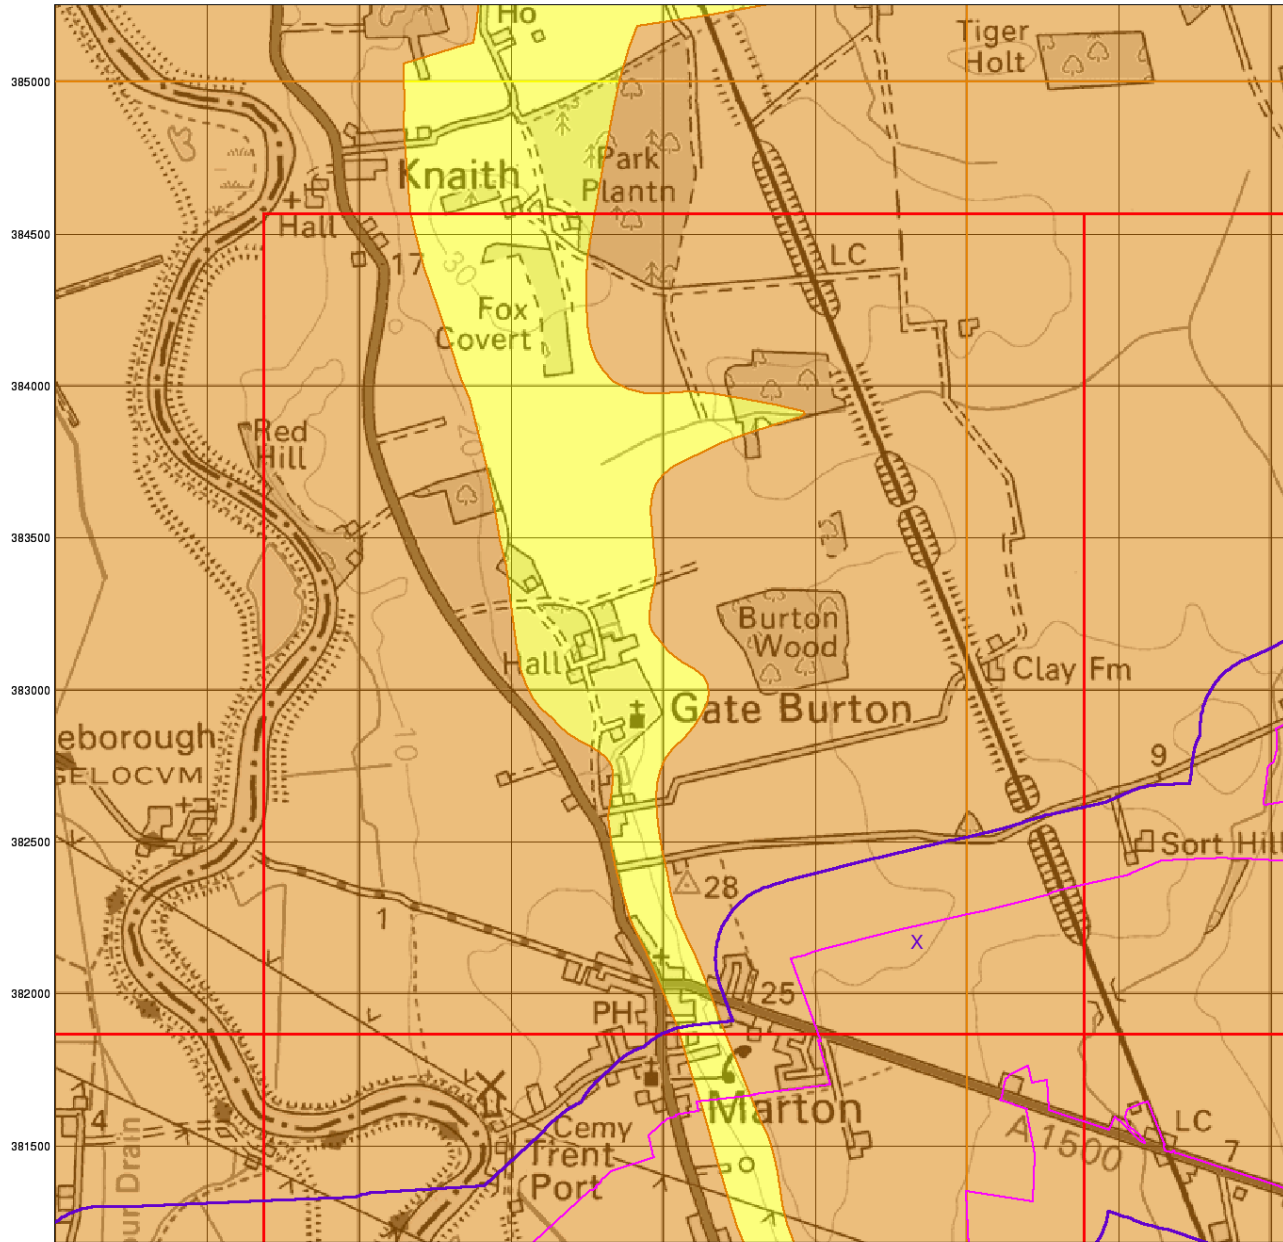 Ho
Tiger
Holt
385000
Park
Plantn
Knaith
Hall
384500
17
30
LC
Fox
Covert
384000
Red
Hill
20
383500
Burton
Wood
Hall
Clay Fm
383000
Gate Burton
eborough
GELOCVM
10
9
382500
Sort Hill
28
1
X
382000
25
PH
Marton
4
Cemy
Trent
Port
LC
A 1500
7
381500
our Drain